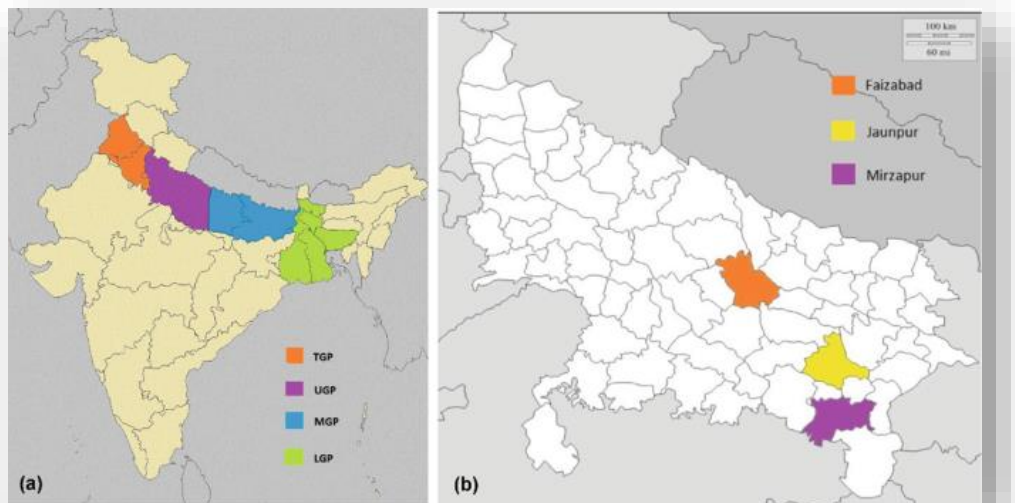 TGP
UGP
MGP
LGP
(a)
100 km
60 mi
Faizabad
Jaunpur
Mirzapur
(b)